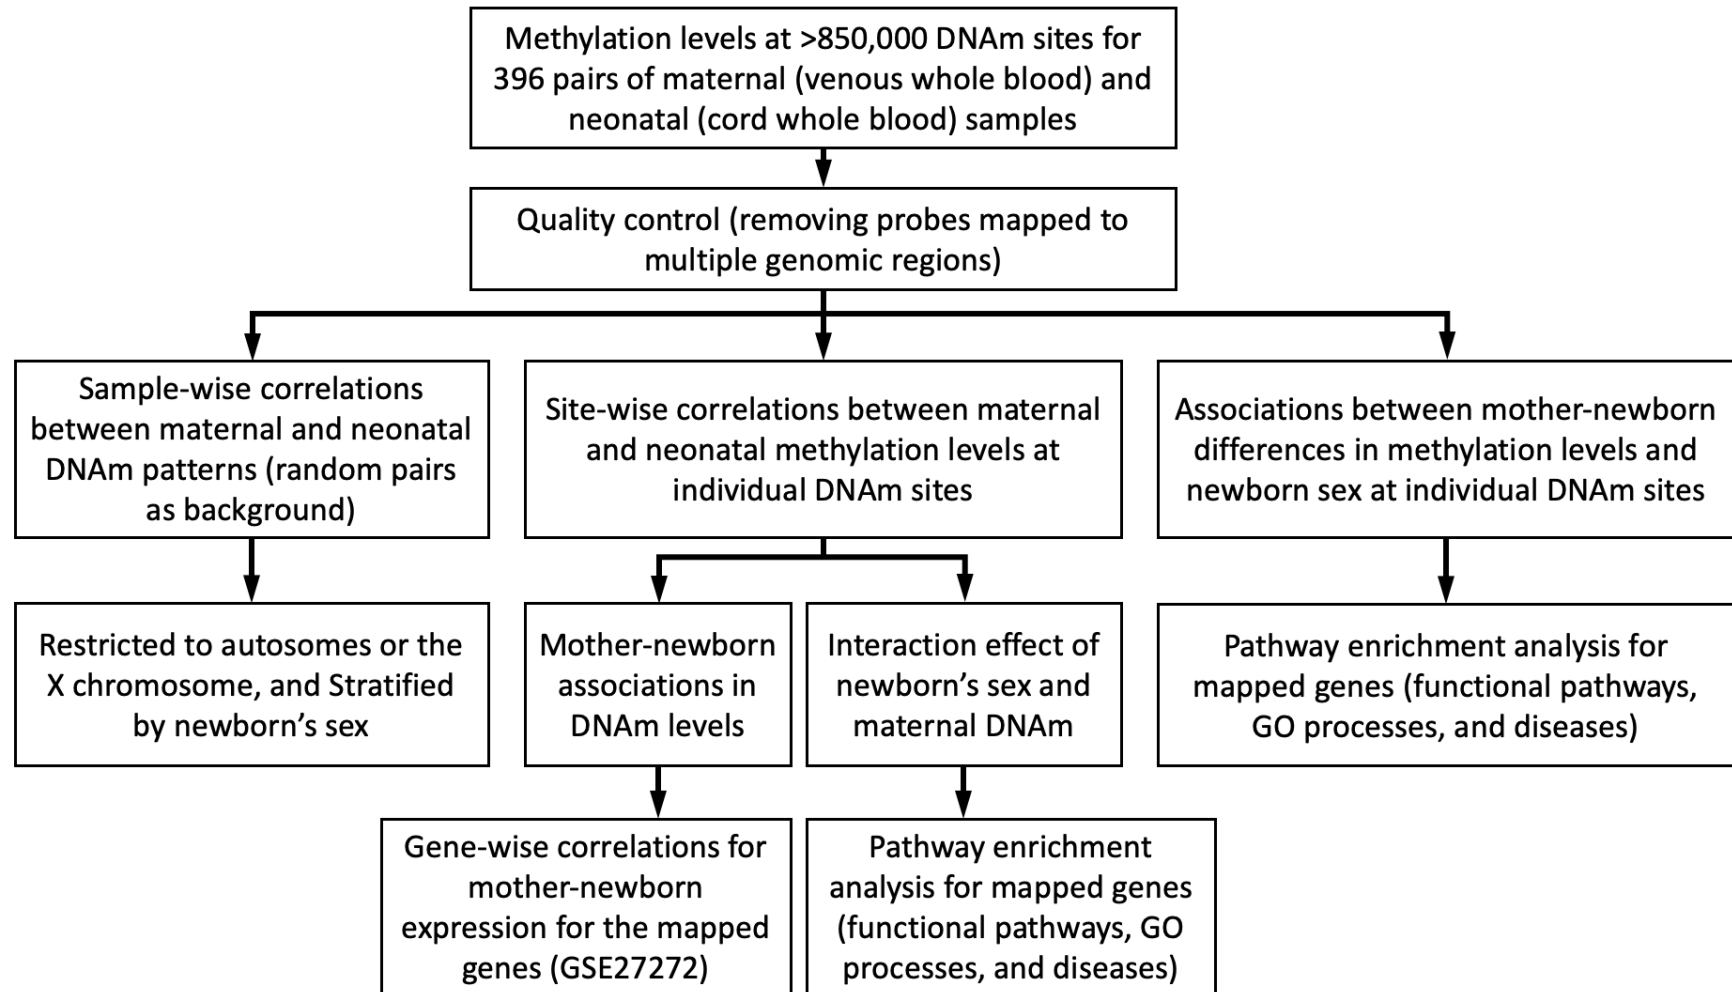 Methylation levels at >850,000 DNAm sites for
396 pairs of maternal (venous whole blood) and
neonatal (cord whole blood) samples
Quality control (removing probes mapped to
multiple genomic regions)
Sample-wise correlations
between maternal and neonatal
DNAm patterns (random pairs
as background)
Site-wise correlations between maternal
and neonatal methylation levels at
individual DNAm sites
Associations between mother-newborn
differences in methylation levels and
newborn sex at individual DNAm sites
Restricted to autosomes or the
X chromosome, and Stratified
by newborn’s sex
Mother-newborn
associations in
DNAm levels
Interaction effect of
newborn’s sex and
maternal DNAm
Pathway enrichment analysis for
mapped genes (functional pathways,
GO processes, and diseases)
Gene-wise correlations for
mother-newborn
expression for the mapped
genes (GSE27272)
Pathway enrichment
analysis for mapped genes
(functional pathways, GO
processes, and diseases)